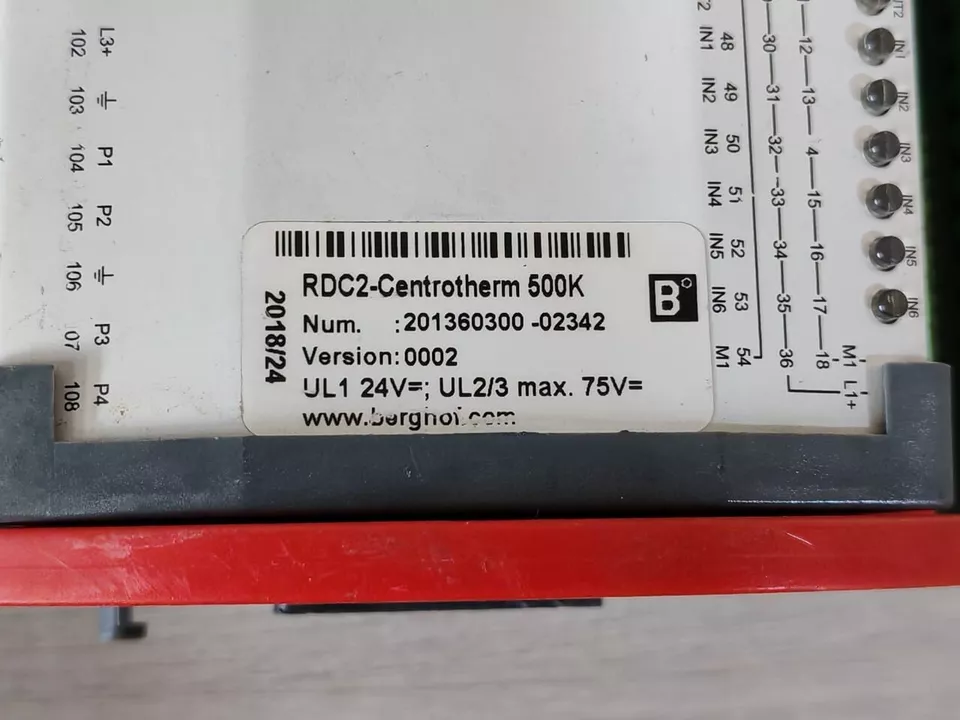 L3+
102 103 104 105 106 07 108
P1 P2 P3 P4
IN1 IN2 IN3 IN4 IN5 IN6 M1
48 49 50 51 52 53 54
30 31 32 33 34 35 36
12 13 4 15 16 17 18
M1 L1+
IN1
IN2
IN3
IN4
IN5
IN6
RDC2-Centrotherm 500K
B
Num. :201360300 -02342
Version:0002
UL1 24V=; UL2/3 max. 75V=
www.berghof.com
2018/24